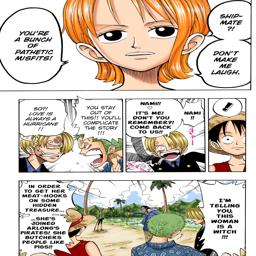 SHIP-
MATE
?!
DON'T
MAKE
ME
LAUGH.
YOU'RE
A BUNCH
OF
PATHETIC
MISFITS!
!
NAMI
!!
NAMI!!
IT'S ME!
DON'T YOU
REMEMBER?!
COME BACK
TO US!!
YOU STAY
OUT OF
THIS!! YOU'LL
COMPLICATE
THE STORY
!!!
SO?!
LOVE IS
ALWAYS A
HURRICANE
!!
I'M
TELLING
YOU,
THIS
WOMAN
IS A
WITCH
!!!
IN ORDER
TO GET HER
MEAT-HOOKS
ON SOME
HIDDEN
TREASURE...
...SHE'S
JOINED
ARLONG'S
PIRATES! SHE
BUTCHERS
PEOPLE LIKE
PIGS!!